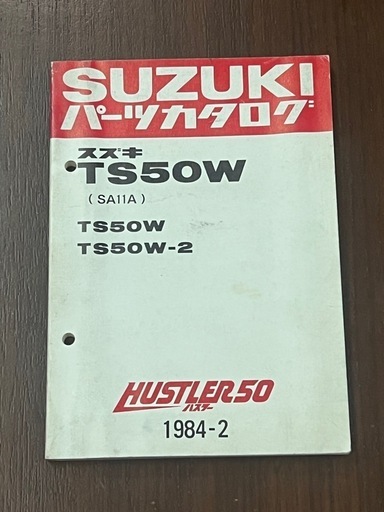 SUZUKI
パーツカタログ
スズキ
TS50W
(SA11A)
TS50W
TS50W-2
HUSTLER50
ハスラー
1984-2